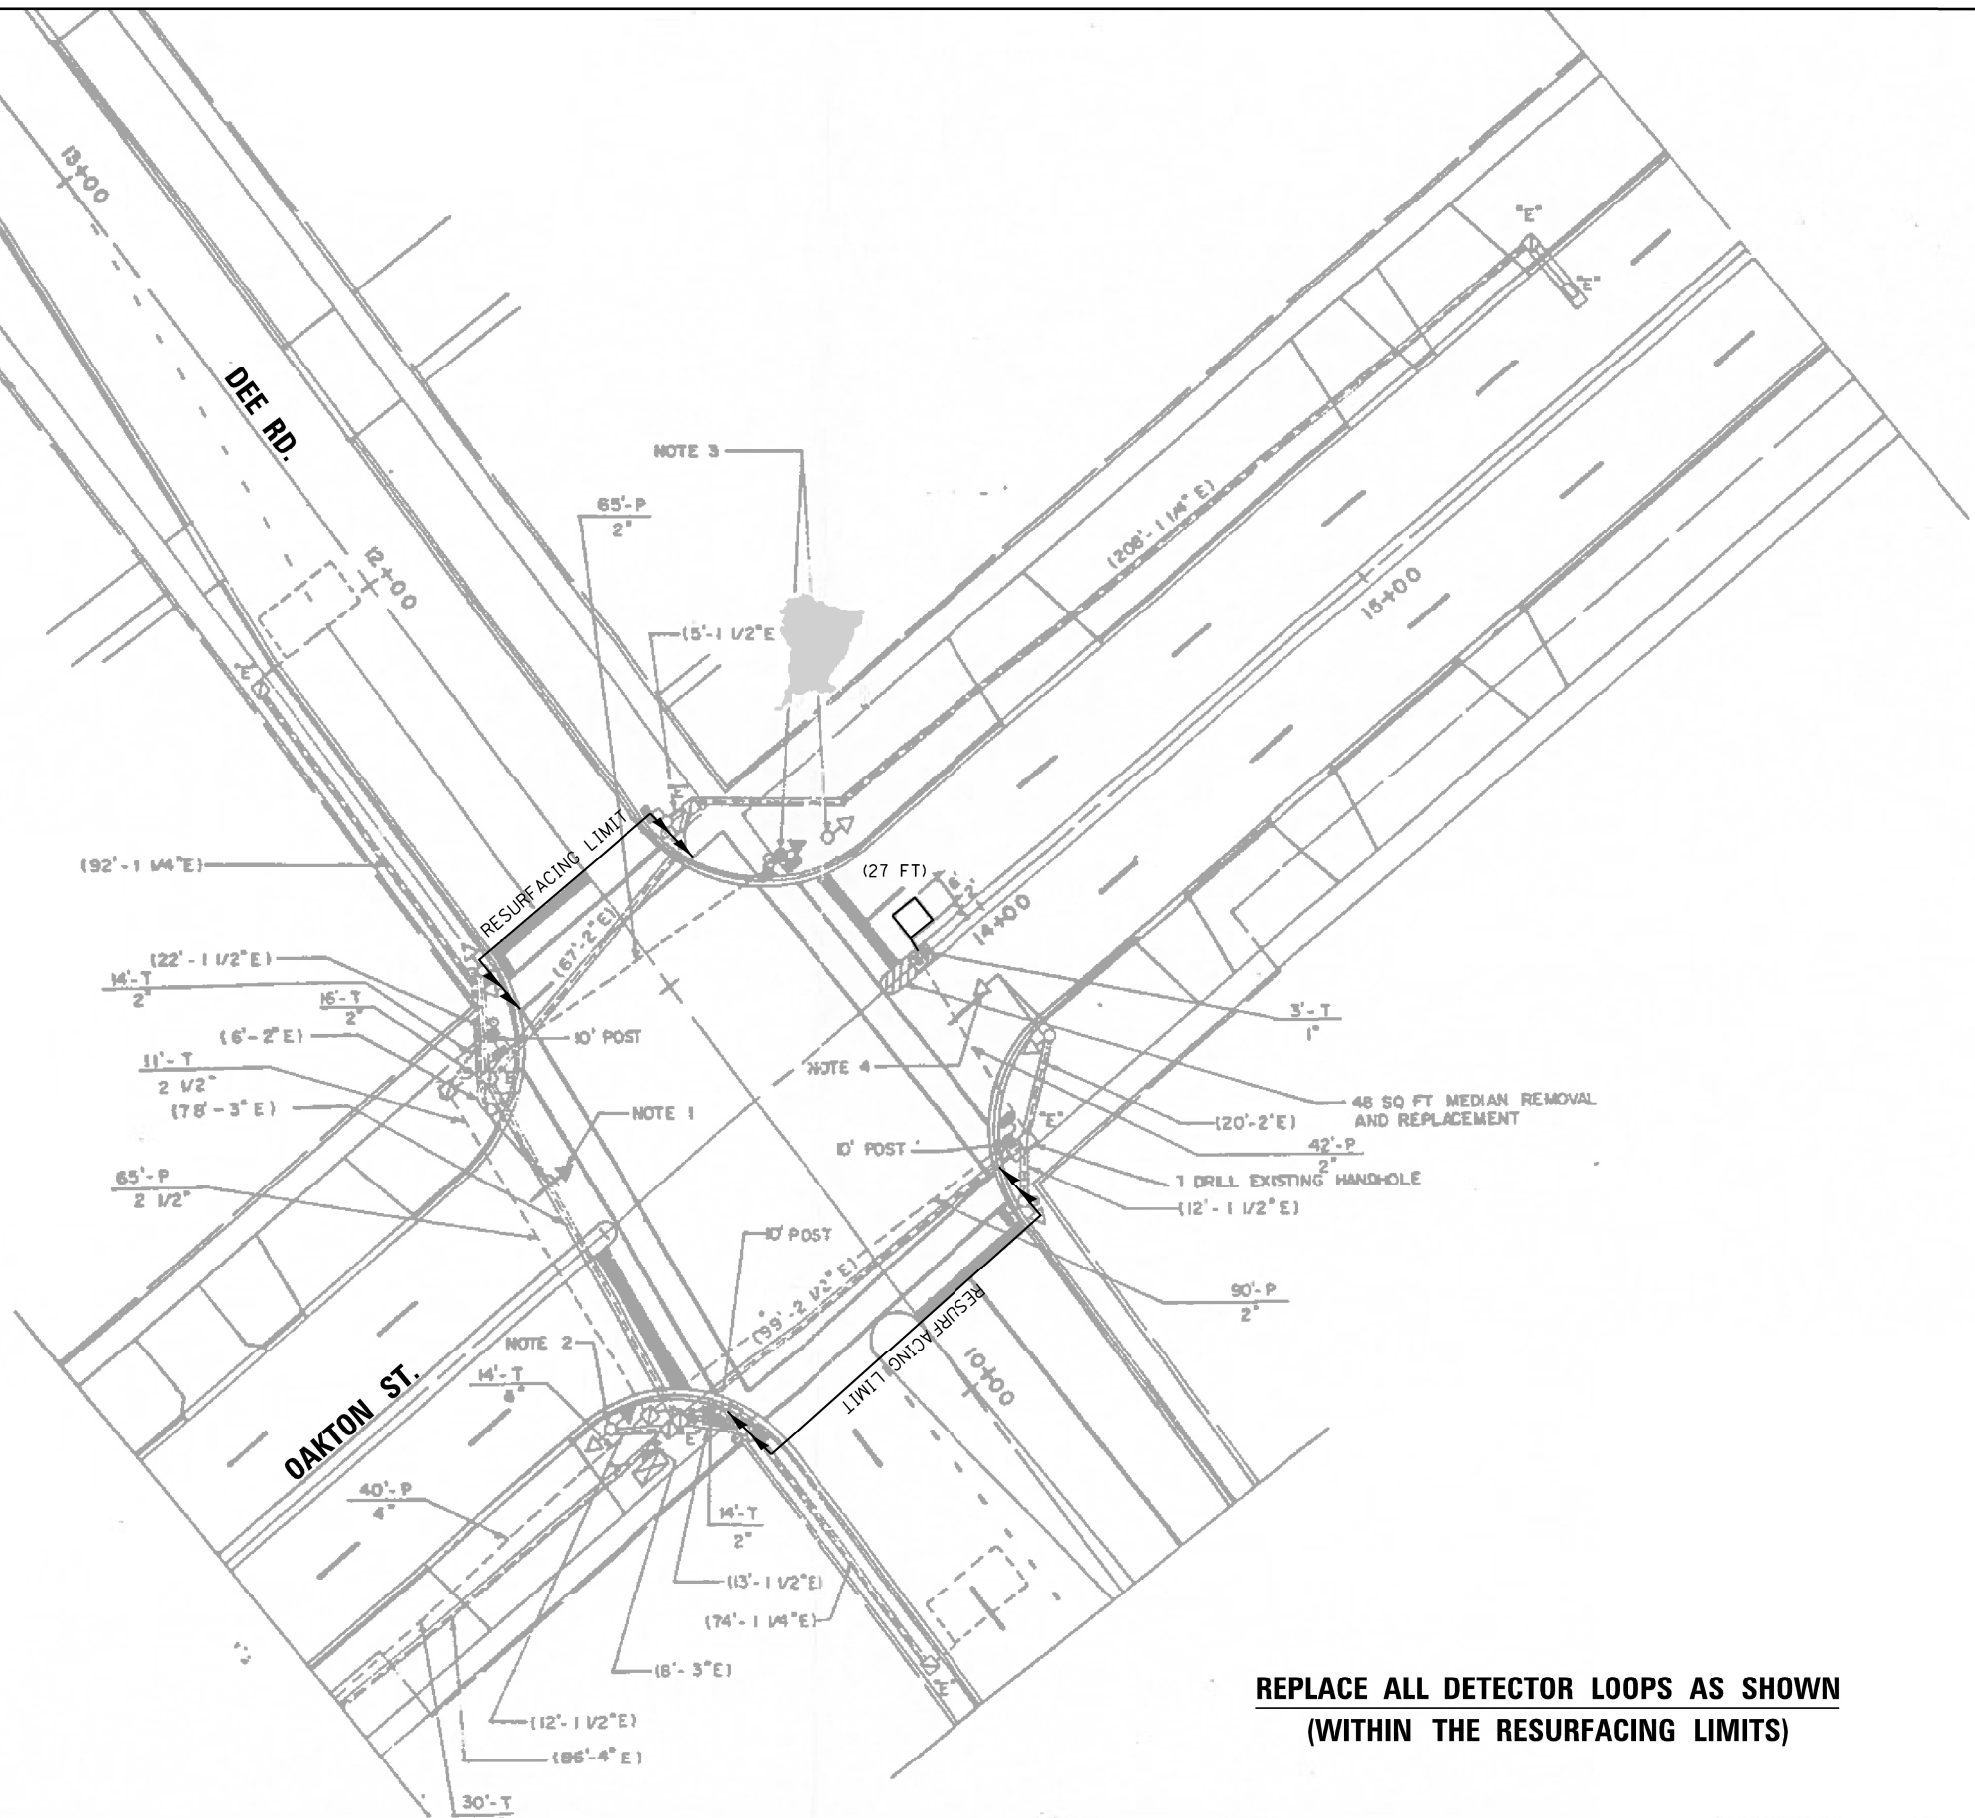 13+00
"E"
"E"
DEE RD.
NOTE 3
65'-P
2"
(208'-1 1/4" E)
12+00
15+00
(5'-1 1/2"E
"E"
"E"
RESURFACING LIMIT
(92'-1 1/4"E)
(27 FT)
6'
2'
14+00
(67'-2"E)
(22'-1 1/2"E)
14'-T
2"
16'-T
2"
(6'-2"E)
10' POST
3'-T
1"
11'-T
2 1/2"
NOTE 4
(78'-3"E)
NOTE 1
48 SQ FT MEDIAN REMOVAL
AND REPLACEMENT
"E"
(20'-2"E)
10' POST
42'-P
2"
65'-P
2 1/2"
1 DRILL EXISTING HANDHOLE
(12'-1 1/2"E)
10' POST
90'-P
2"
(99'-2 1/2"E)
RESURFACING LIMIT
NOTE 2
10+00
14'-T
OAKTON ST.
E
40'-P
4"
14'-T
2"
(13'-1 1/2"E)
(74'-1 1/4"E)
(8'-3"E)
"E"
REPLACE ALL DETECTOR LOOPS AS SHOWN
(12'-1 1/2"E)
(WITHIN THE RESURFACING LIMITS)
(86'-4"E)
30'-T